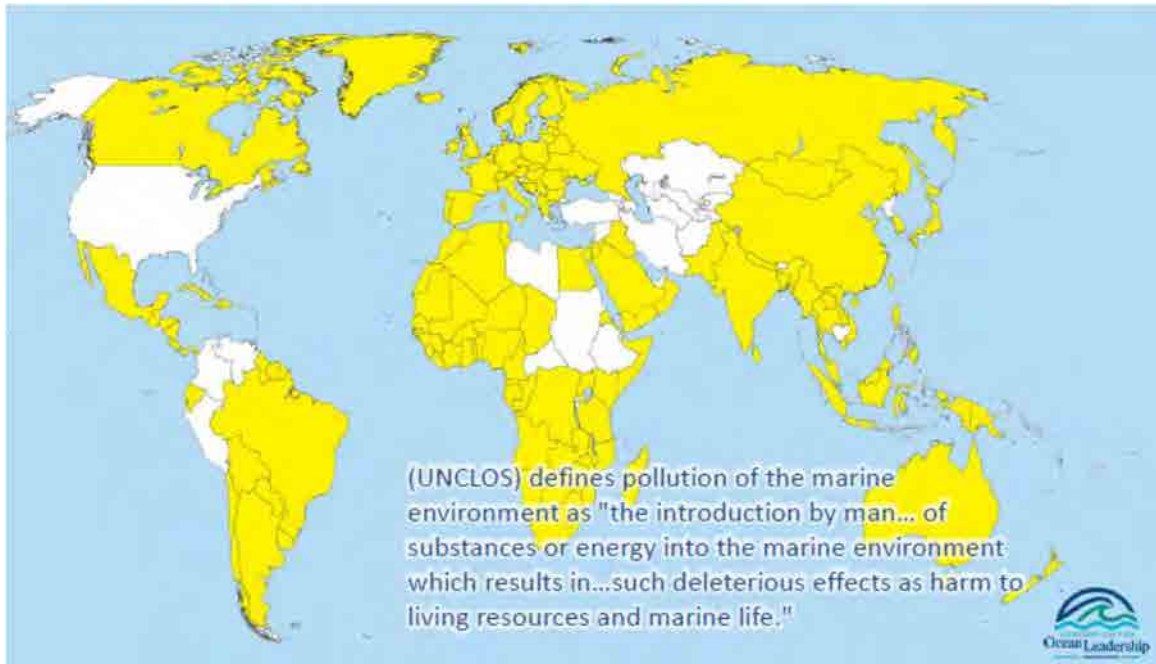 (UNCLOS) defines pollution of the marine
environment as "the introduction by man... of
substances or energy into the marine environment
which results in...such deleterious effects as harm to
living resources and marine life."
Ocean Leadership